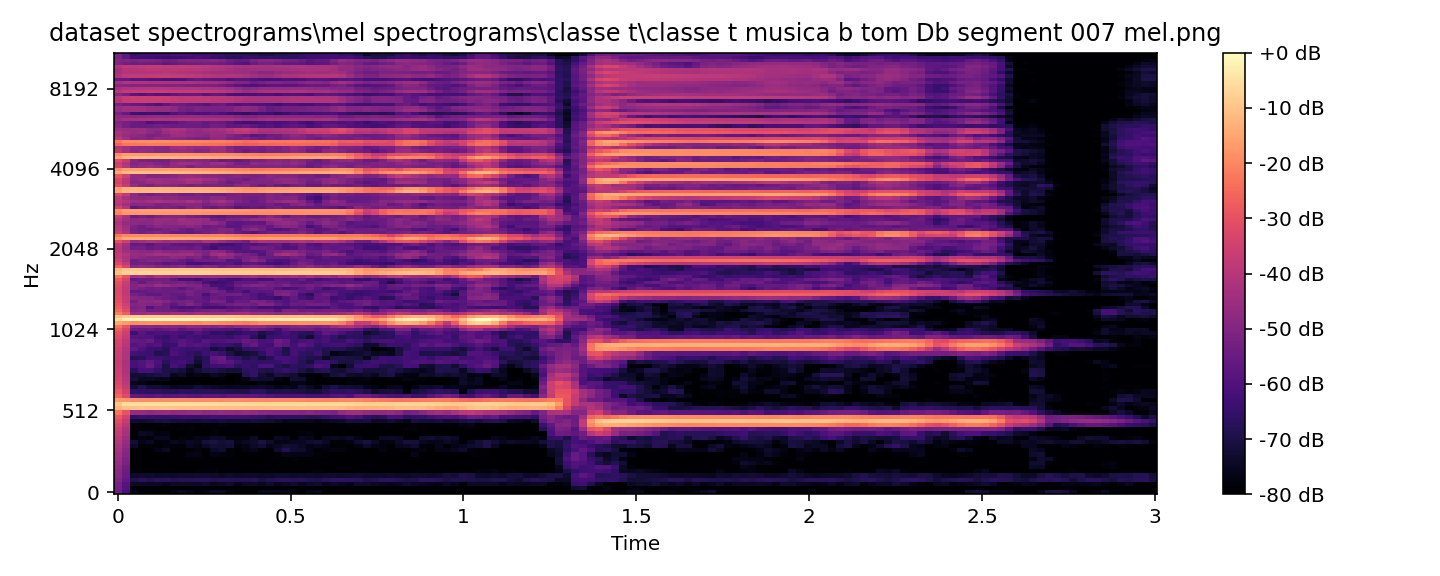 dataset spectrograms\mel spectrograms\classe t\classe t musica b tom Db segment 007 mel.png
Hz
8192
4096
2048
1024
512
0
0
0.5
1
1.5
2
2.5
3
Time
+0 dB
-10 dB
-20 dB
-30 dB
-40 dB
-50 dB
-60 dB
-70 dB
-80 dB